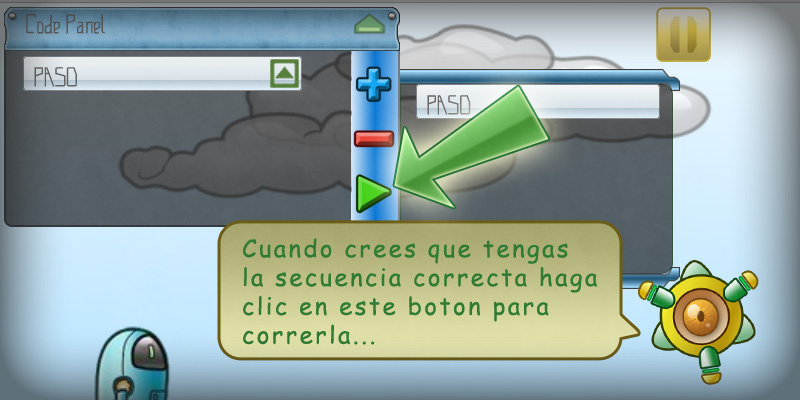 Code Panel
PASO
PASO
Cuando crees que tengas
la secuencia correcta haga
clic en este boton para
correrla...